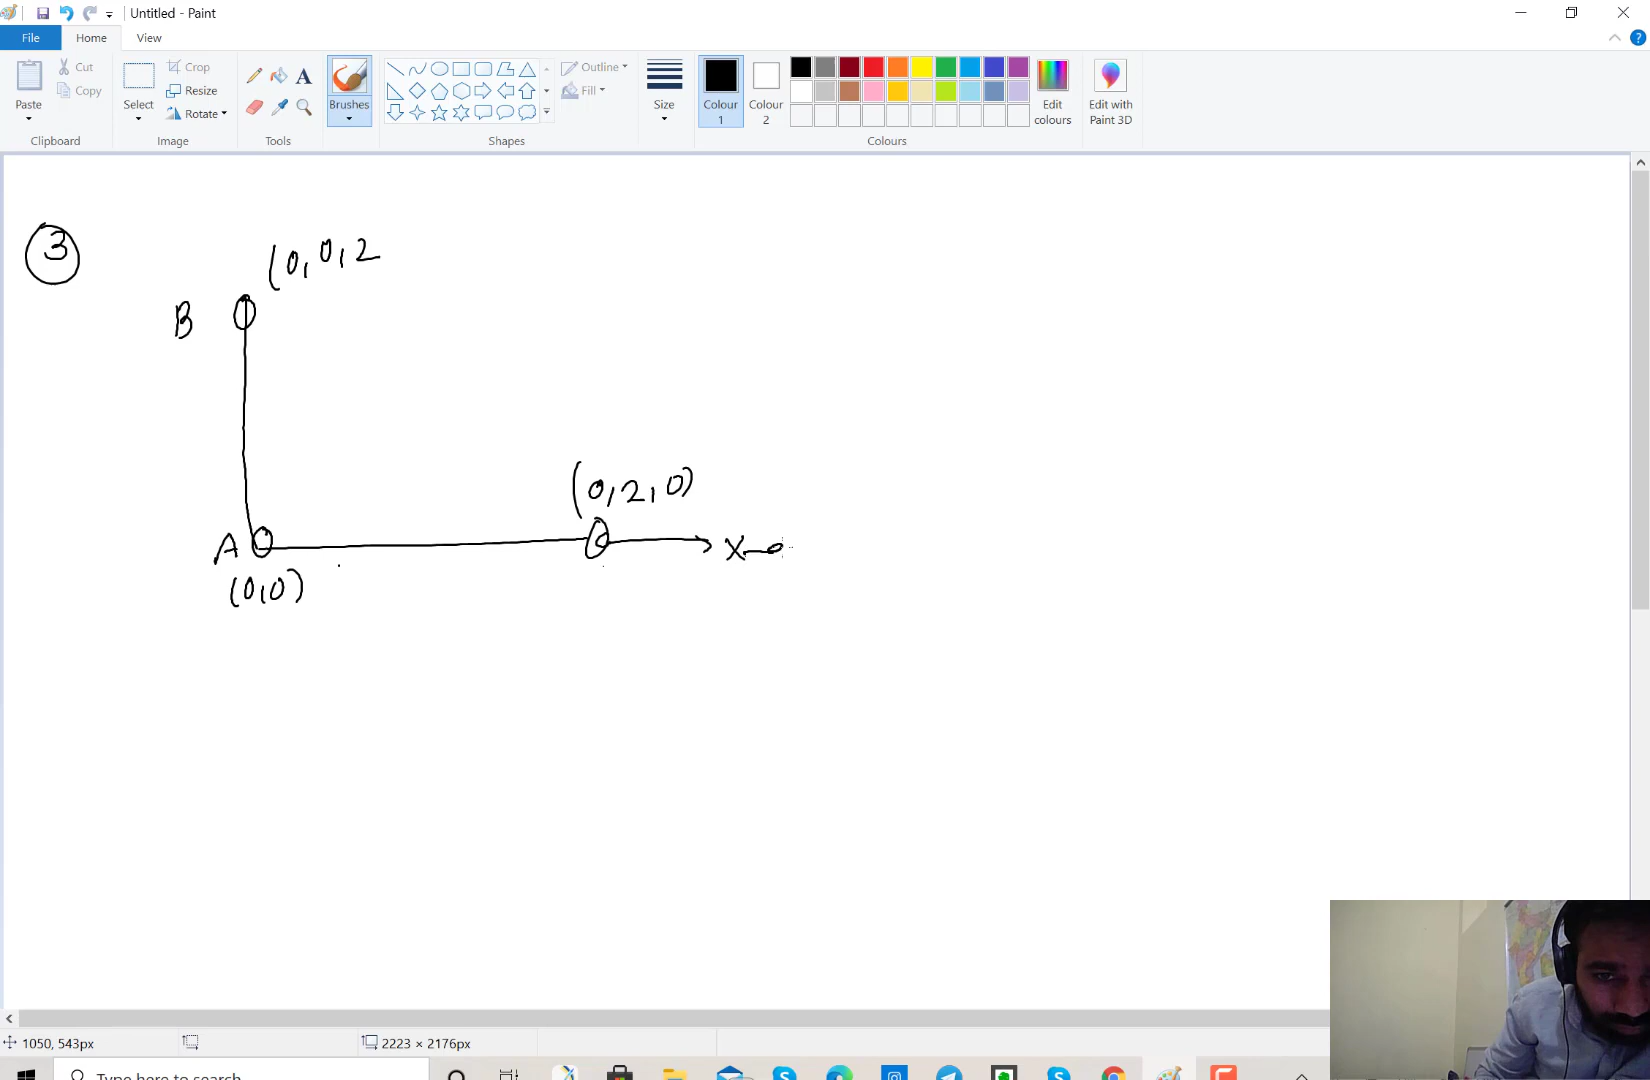 Untitled - Paint
File Home View
Paste Cut Copy Clipboard
Select Crop Resize Rotate Image
A Tools
Brushes
Shapes
Outline Fill
Size
Colour 1
Colour 2
Edit colours
Colours
Edit with Paint 3D
3
(0,0,2
B
(0,2,0)
A
X-a
(0,0)
1050, 543px
2223 × 2176px
Type here to search